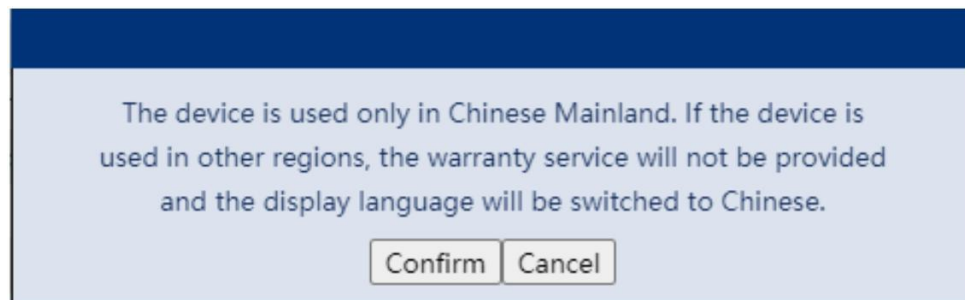 The device is used only in Chinese Mainland. If the device is
used in other regions, the warranty service will not be provided
and the display language will be switched to Chinese.
Confirm Cancel